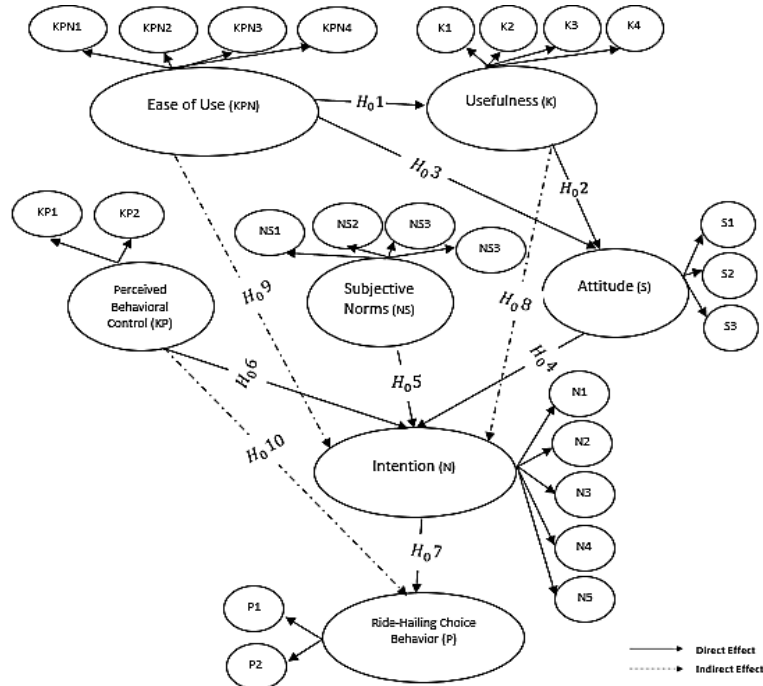 KPN1
KPN2
KPN3
KPN4
K1
K2
K3
K4
Ease of Use (KPN)
H₀1
Usefulness (K)
H₀3
H₀2
KP1
KP2
NS1
NS2
NS3
NS3
S1
S2
S3
Perceived
Behavioral
Control (KP)
H₀9
Subjective
Norms (NS)
H₀8
Attitude (S)
H₀6
H₀5
H₀4
N1
N2
N3
N4
N5
H₀10
Intention (N)
H₀7
P1
P2
Ride-Hailing Choice
Behavior (P)
Direct Effect
Indirect Effect